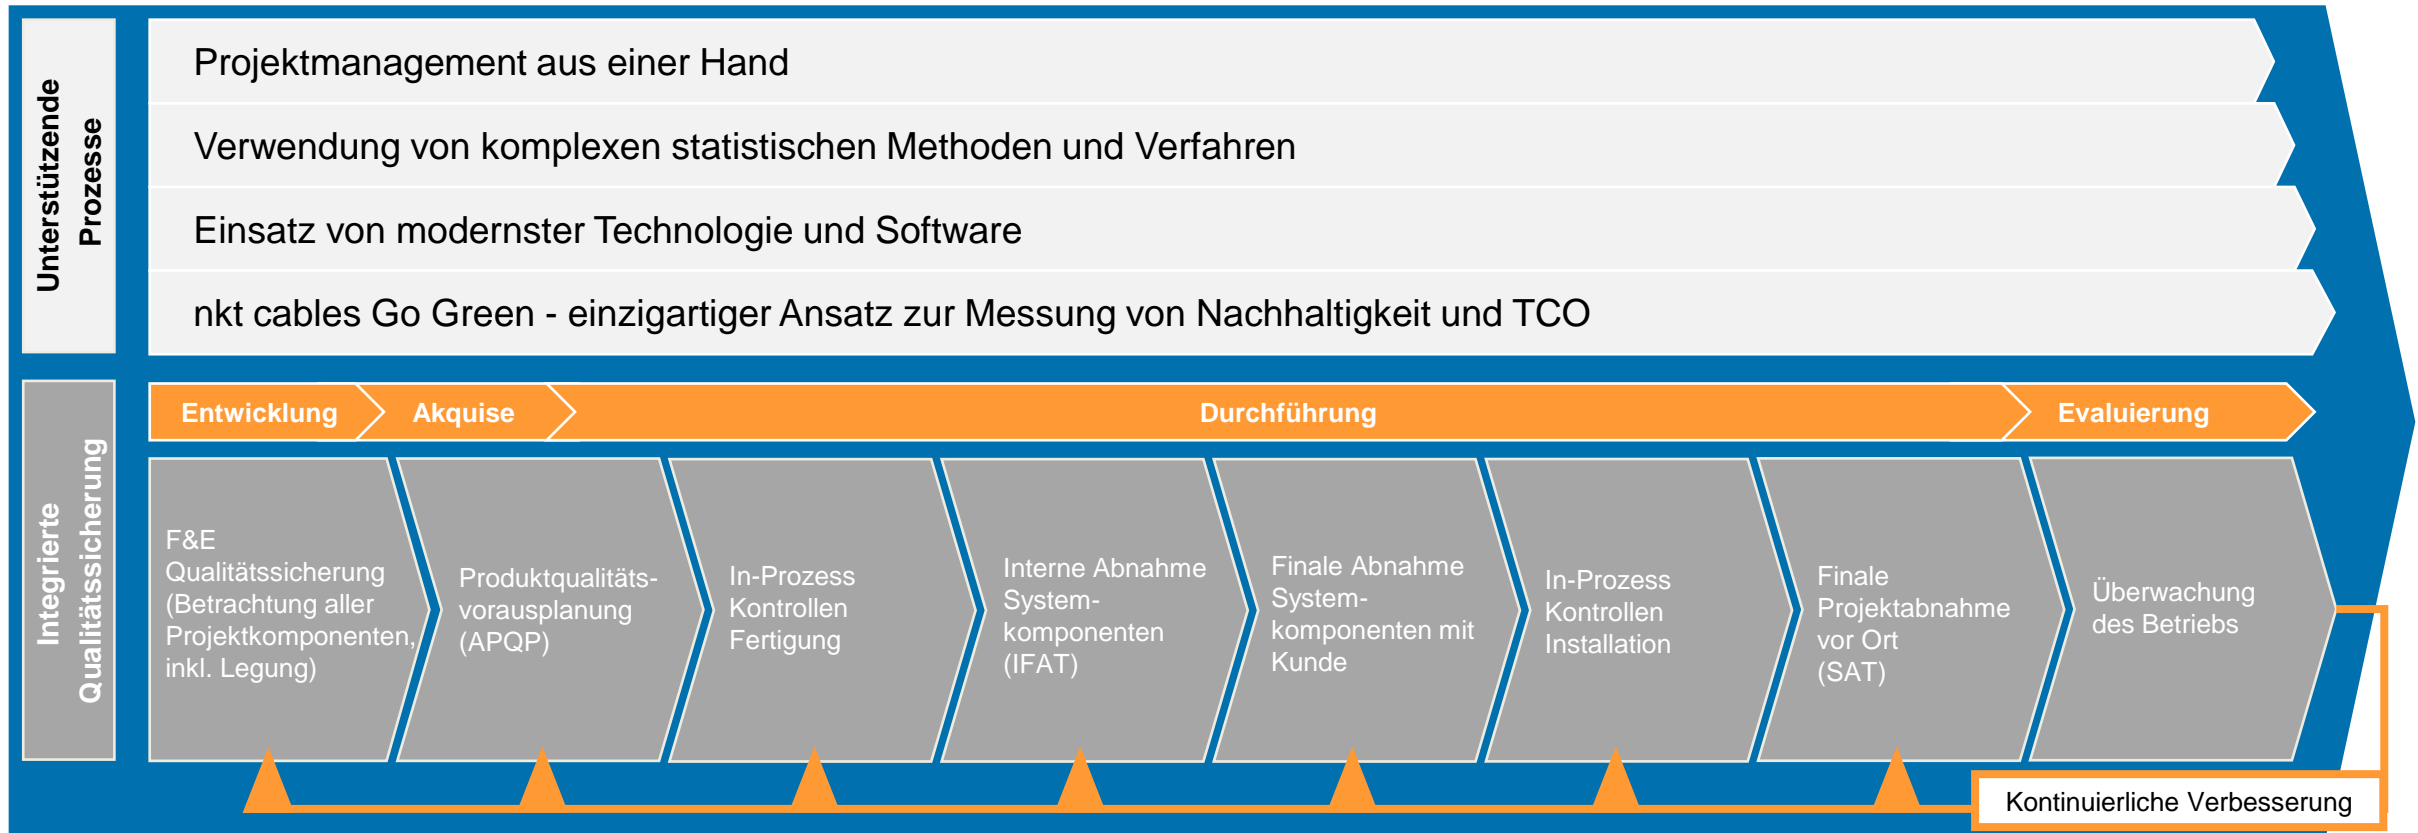 Unterstützende
Prozesse
Projektmanagement aus einer Hand
Verwendung von komplexen statistischen Methoden und Verfahren
Einsatz von modernster Technologie und Software
nkt cables Go Green - einzigartiger Ansatz zur Messung von Nachhaltigkeit und TCO
Integrierte
Qualitätssicherung
Entwicklung
Akquise
Durchführung
Evaluierung
F&E
Qualitätssicherung
(Betrachtung aller
Projektkomponenten,
inkl. Legung)
Produktqualitäts-
vorausplanung
(APQP)
In-Prozess
Kontrollen
Fertigung
Interne Abnahme
System-
komponenten
(IFAT)
Finale Abnahme
System-
komponenten mit
Kunde
In-Prozess
Kontrollen
Installation
Finale
Projektabnahme
vor Ort
(SAT)
Überwachung
des Betriebs
Kontinuierliche Verbesserung